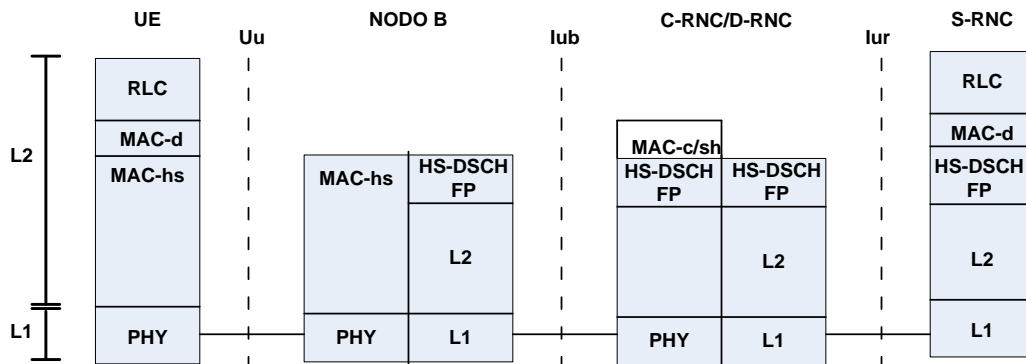 UE NODO B C-RNC/D-RNC S-RNC
Uu Iub Iur
RLC RLC
MAC-d MAC-c/sh MAC-d
L2
MAC-hs MAC-hs HS-DSCH FP HS-DSCH FP HS-DSCH FP HS-DSCH FP
L2 L2 L2
L1 PHY PHY L1 PHY L1 L1